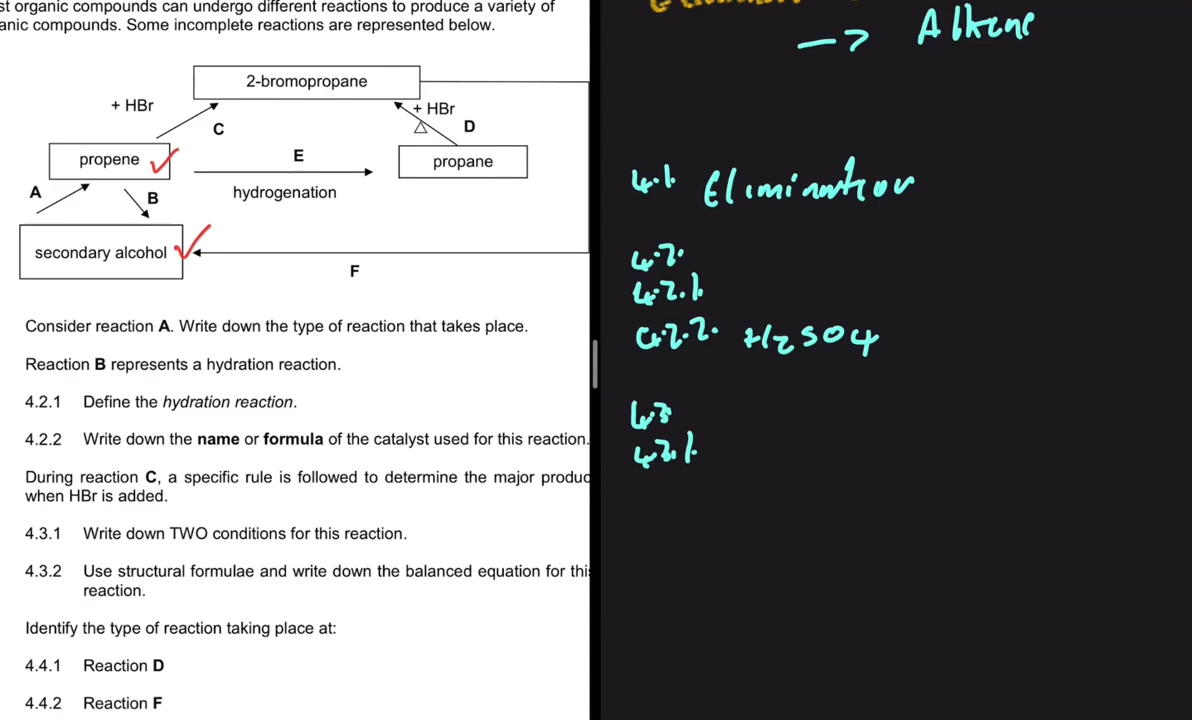 st organic compounds can undergo different reactions to produce a variety of
anic compounds. Some incomplete reactions are represented below.
2-bromopropane
+ HBr
+ HBr
C
D
propene
E
propane
A
B
hydrogenation
secondary alcohol
F
Consider reaction A. Write down the type of reaction that takes place.
Reaction B represents a hydration reaction.
4.2.1 Define the hydration reaction.
4.2.2 Write down the name or formula of the catalyst used for this reaction.
During reaction C, a specific rule is followed to determine the major produc
when HBr is added.
4.3.1 Write down TWO conditions for this reaction.
4.3.2 Use structural formulae and write down the balanced equation for thi
reaction.
Identify the type of reaction taking place at:
4.4.1 Reaction D
4.4.2 Reaction F
—> Alkene
4.1 Elimination
4.2.
4.2.1.
4.2.2. H2SO4
4.3
4.3.1.